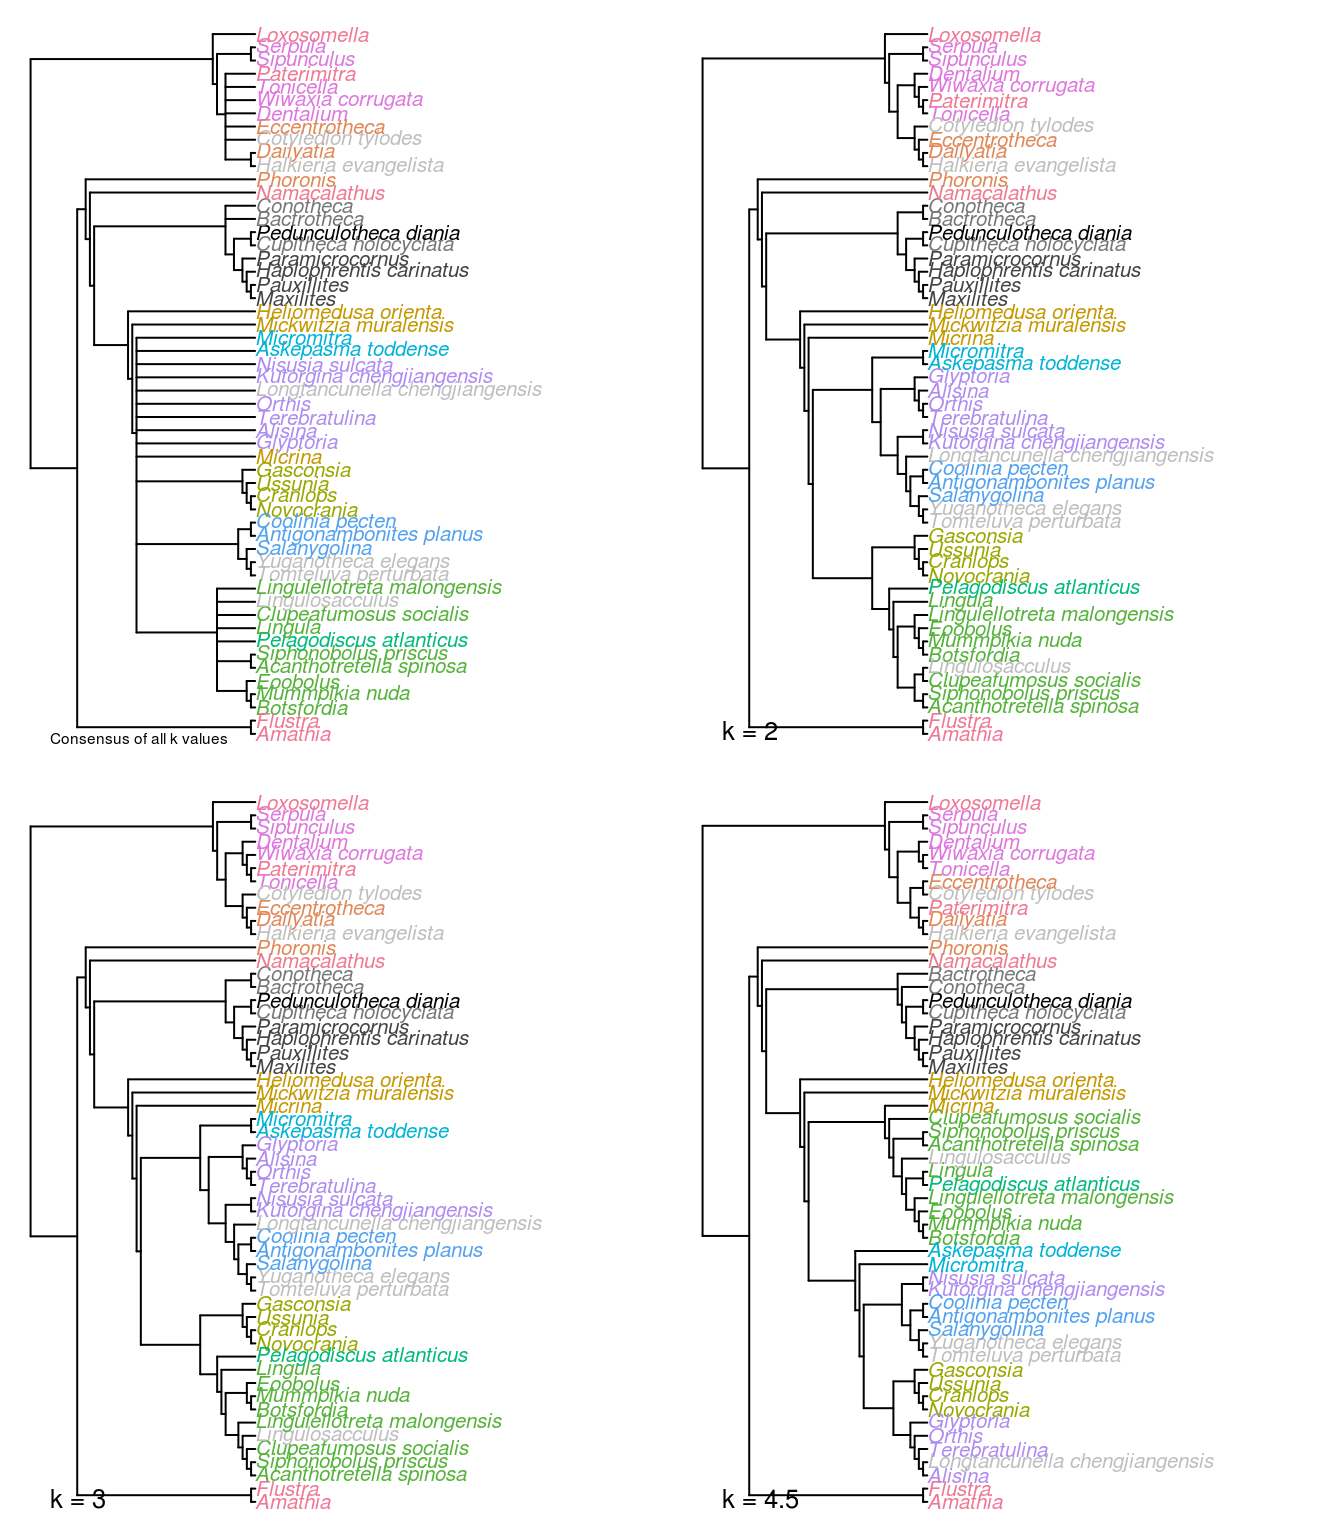 Loxosomella
Serpula
Sipunculus
Paterimitra
Tonicella
Wiwaxia corrugata
Dentalium
Eccentrotheca
Cotyledion tylodes
Dailyatia
Halkieria evangelista
Phoronis
Namacalathus
Conotheca
Bactrotheca
Pedunculotheca diania
Cupitheca holocyclata
Paramicrocornus
Haplophrentis carinatus
Pauxillites
Maxilites
Heliomedusa orienta.
Mickwitzia muralensis
Micromitra
Askepasma toddense
Nisusia sulcata
Kutorgina chengjiangensis
Longtancunella chengjiangensis
Orthis
Terebratulina
Alisina
Glyptoria
Micrina
Gasconsia
Ussunia
Craniops
Novocrania
Coolinia pecten
Antigonambonites planus
Salanygolina
Yuganotheca elegans
Tomteluva perturbata
Lingulellotreta malongensis
Lingulosacculus
Clupeafumosus socialis
Lingula
Pelagodiscus atlanticus
Siphonobolus priscus
Acanthotretella spinosa
Eoobolus
Mummpikia nuda
Botsfordia
Flustra
Amathia
Consensus of all k values
Loxosomella
Serpula
Sipunculus
Dentalium
Wiwaxia corrugata
Paterimitra
Tonicella
Cotyledion tylodes
Eccentrotheca
Dailyatia
Halkieria evangelista
Phoronis
Namacalathus
Conotheca
Bactrotheca
Pedunculotheca diania
Cupitheca holocyclata
Paramicrocornus
Haplophrentis carinatus
Pauxillites
Maxilites
Heliomedusa orienta.
Mickwitzia muralensis
Micrina
Micromitra
Askepasma toddense
Glyptoria
Alisina
Orthis
Terebratulina
Nisusia sulcata
Kutorgina chengjiangensis
Longtancunella chengjiangensis
Coolinia pecten
Antigonambonites planus
Salanygolina
Yuganotheca elegans
Tomteluva perturbata
Gasconsia
Ussunia
Craniops
Novocrania
Pelagodiscus atlanticus
Lingula
Lingulellotreta malongensis
Eoobolus
Mummpikia nuda
Botsfordia
Lingulosacculus
Clupeafumosus socialis
Siphonobolus priscus
Acanthotretella spinosa
Flustra
Amathia
k = 2
Loxosomella
Serpula
Sipunculus
Dentalium
Wiwaxia corrugata
Paterimitra
Tonicella
Cotyledion tylodes
Eccentrotheca
Dailyatia
Halkieria evangelista
Phoronis
Namacalathus
Conotheca
Bactrotheca
Pedunculotheca diania
Cupitheca holocyclata
Paramicrocornus
Haplophrentis carinatus
Pauxillites
Maxilites
Heliomedusa orienta.
Mickwitzia muralensis
Micrina
Micromitra
Askepasma toddense
Glyptoria
Alisina
Orthis
Terebratulina
Nisusia sulcata
Kutorgina chengjiangensis
Longtancunella chengjiangensis
Coolinia pecten
Antigonambonites planus
Salanygolina
Yuganotheca elegans
Tomteluva perturbata
Gasconsia
Ussunia
Craniops
Novocrania
Pelagodiscus atlanticus
Lingula
Eoobolus
Mummpikia nuda
Botsfordia
Lingulellotreta malongensis
Lingulosacculus
Clupeafumosus socialis
Siphonobolus priscus
Acanthotretella spinosa
Flustra
Amathia
k = 3
Loxosomella
Serpula
Sipunculus
Dentalium
Wiwaxia corrugata
Tonicella
Eccentrotheca
Cotyledion tylodes
Paterimitra
Dailyatia
Halkieria evangelista
Phoronis
Namacalathus
Bactrotheca
Conotheca
Pedunculotheca diania
Cupitheca holocyclata
Paramicrocornus
Haplophrentis carinatus
Pauxillites
Maxilites
Heliomedusa orienta.
Mickwitzia muralensis
Micrina
Clupeafumosus socialis
Siphonobolus priscus
Acanthotretella spinosa
Lingulosacculus
Lingula
Pelagodiscus atlanticus
Lingulellotreta malongensis
Eoobolus
Mummpikia nuda
Botsfordia
Askepasma toddense
Micromitra
Nisusia sulcata
Kutorgina chengjiangensis
Coolinia pecten
Antigonambonites planus
Salanygolina
Yuganotheca elegans
Tomteluva perturbata
Gasconsia
Ussunia
Craniops
Novocrania
Glyptoria
Orthis
Terebratulina
Longtancunella chengjiangensis
Alisina
Flustra
Amathia
k = 4.5